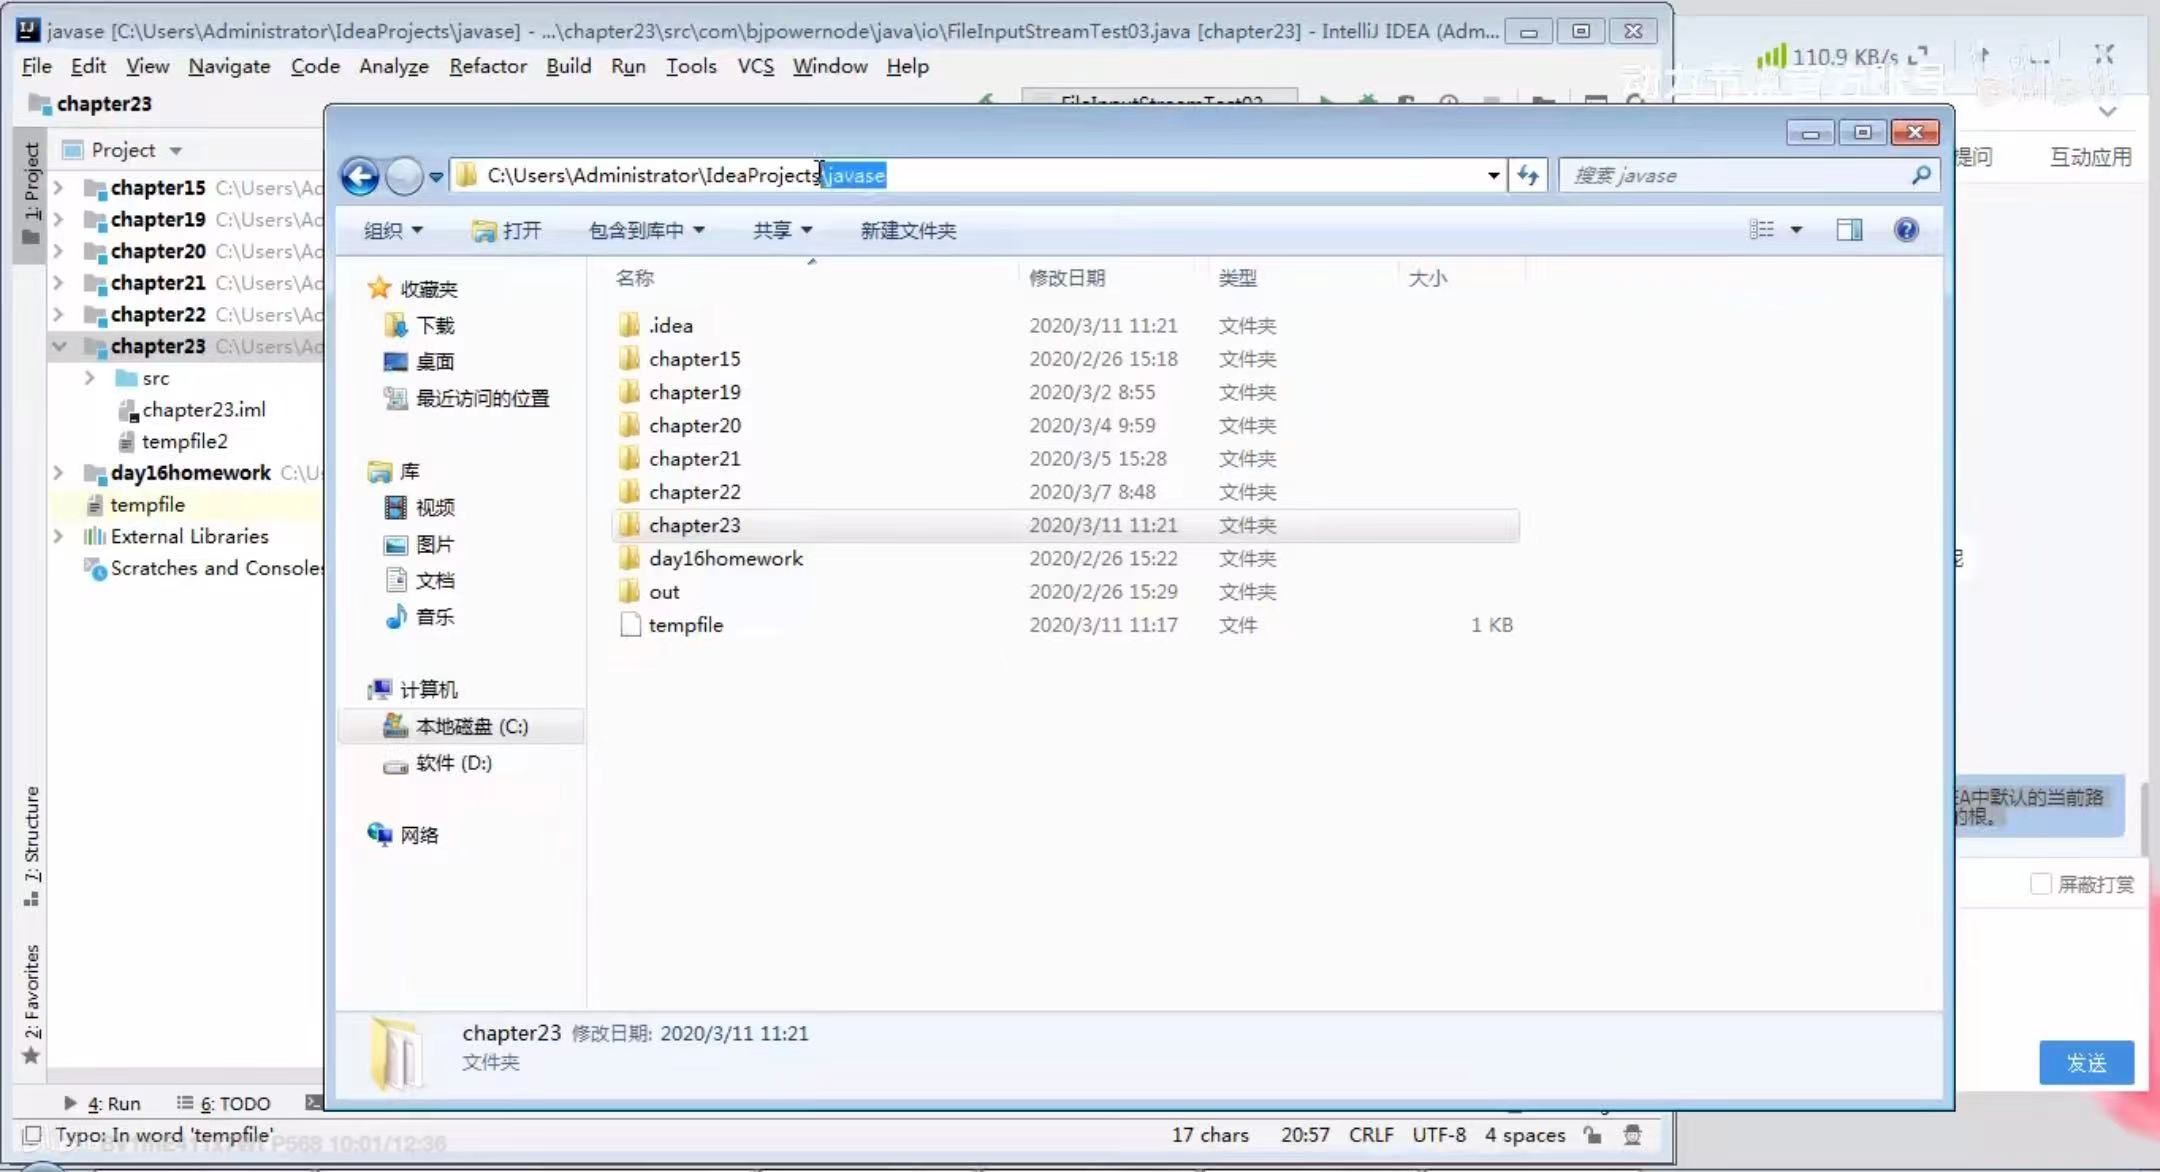 javase [C:\Users\Administrator\IdeaProjects\javase] - ...\chapter23\src\com\bjpowernode\java\io\FileInputStreamTest03.java [chapter23] - IntelliJ IDEA (Adm...
110.9 KB/s
File Edit View Navigate Code Analyze Refactor Build Run Tools VCS Window Help
chapter23
FileInputStreamTest03
提问 互动应用
1: Project
Project
chapter15 C:\Users\Ad
chapter19 C:\Users\Ad
chapter20 C:\Users\Ad
chapter21 C:\Users\Ad
chapter22 C:\Users\Ad
chapter23 C:\Users\Ad
src
chapter23.iml
tempfile2
day16homework C:\Us
tempfile
External Libraries
Scratches and Consoles
7: Structure
2: Favorites
C:\Users\Administrator\IdeaProjects\javase
搜索 javase
组织 打开 包含到库中 共享 新建文件夹
收藏夹
下载
桌面
最近访问的位置
库
视频
图片
文档
音乐
计算机
本地磁盘 (C:)
软件 (D:)
网络
名称 修改日期 类型 大小
.idea 2020/3/11 11:21 文件夹
chapter15 2020/2/26 15:18 文件夹
chapter19 2020/3/2 8:55 文件夹
chapter20 2020/3/4 9:59 文件夹
chapter21 2020/3/5 15:28 文件夹
chapter22 2020/3/7 8:48 文件夹
chapter23 2020/3/11 11:21 文件夹
day16homework 2020/2/26 15:22 文件夹
out 2020/2/26 15:29 文件夹
tempfile 2020/3/11 11:17 文件 1 KB
chapter23 修改日期: 2020/3/11 11:21
文件夹
EA中默认的当前路
的根。
屏蔽打赏
发送
4: Run 6: TODO
Typo: In word 'tempfile'
P568 10:01/12:36
17 chars 20:57 CRLF UTF-8 4 spaces